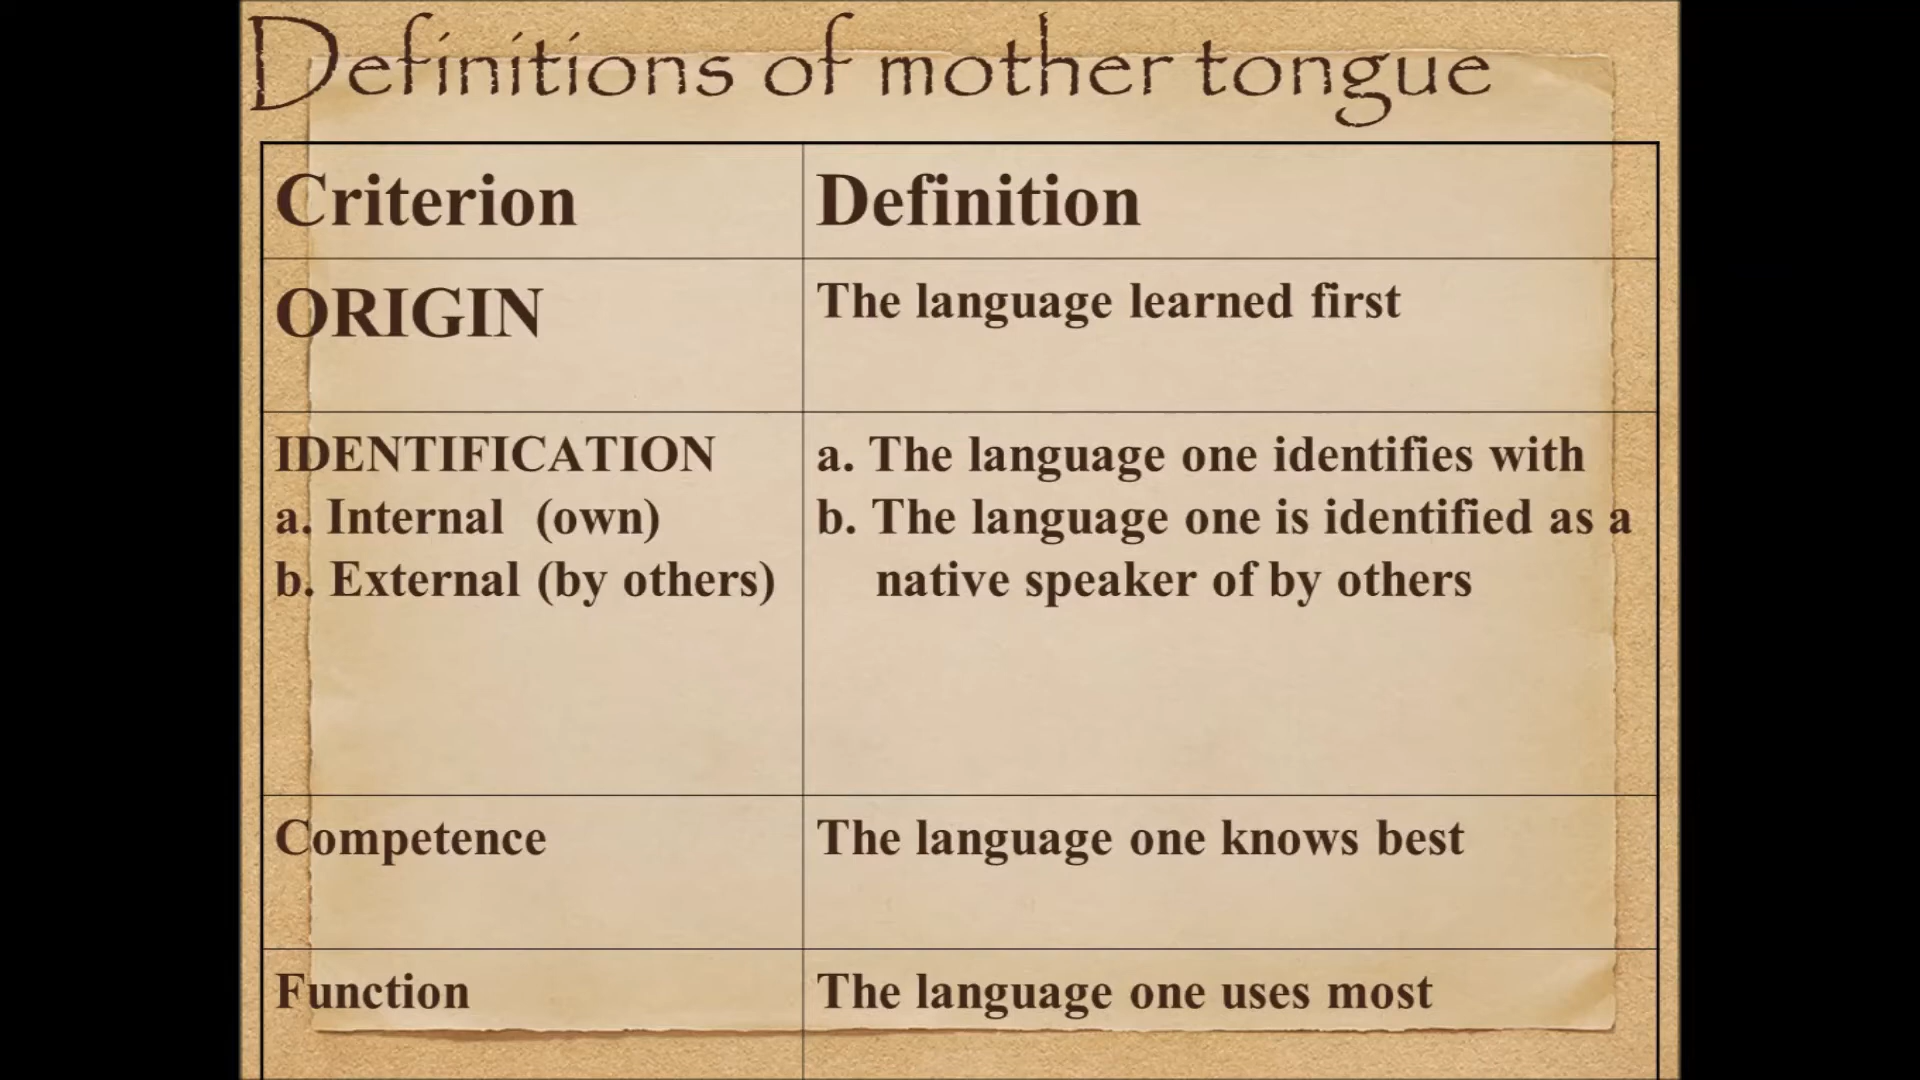 Definitions of mother tongue
Criterion
Definition
ORIGIN
The language learned first
IDENTIFICATION
a. Internal (own)
b. External (by others)
a. The language one identifies with
b. The language one is identified as a
native speaker of by others
Competence
The language one knows best
Function
The language one uses most